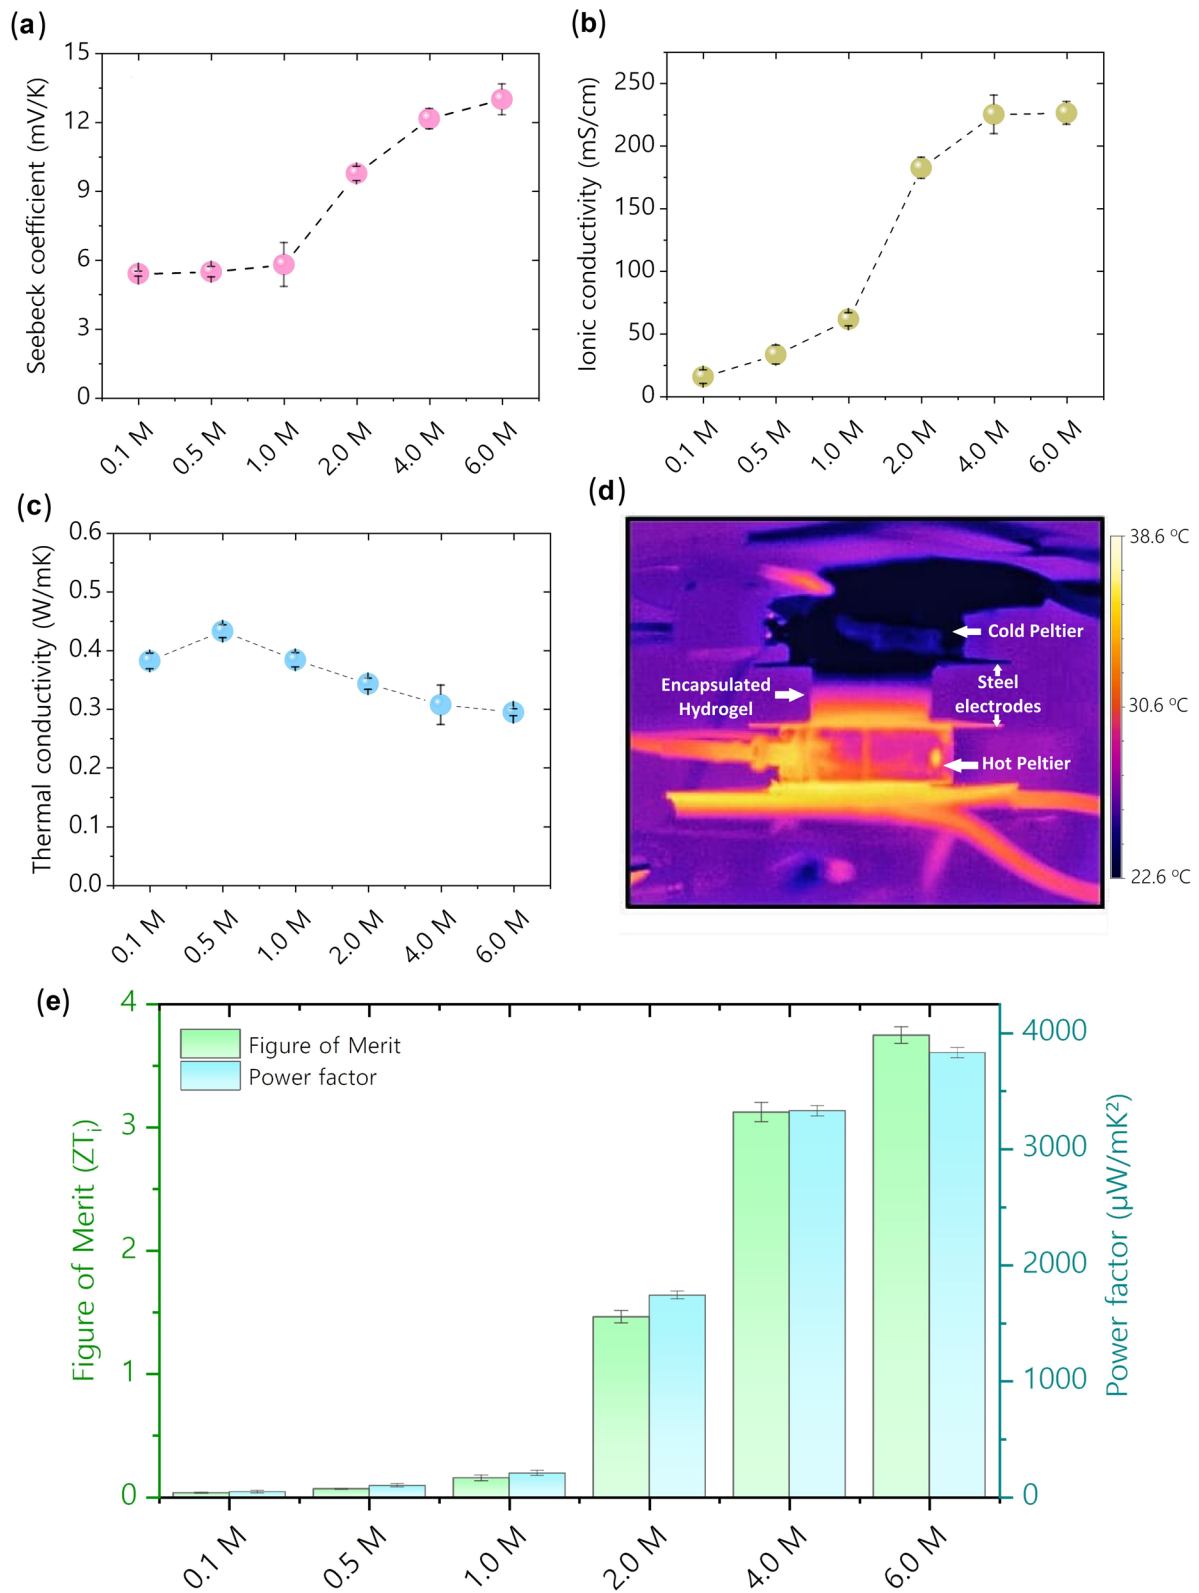 (a)
15
12
9
6
3
0
Seebeck coefficient (mV/K)
0.1 M
0.5 M
1.0 M
2.0 M
4.0 M
6.0 M
(b)
250
200
150
100
50
0
Ionic conductivity (mS/cm)
0.1 M
0.5 M
1.0 M
2.0 M
4.0 M
6.0 M
(c)
0.6
0.5
0.4
0.3
0.2
0.1
0.0
Thermal conductivity (W/mK)
0.1 M
0.5 M
1.0 M
2.0 M
4.0 M
6.0 M
(d)
38.6 ºC
Cold Peltier
Encapsulated
Hydrogel
Steel
electrodes
30.6 ºC
Hot Peltier
22.6 ºC
(e)
4
3
2
1
0
Figure of Merit (ZTᵢ)
Figure of Merit
Power factor
4000
3000
2000
1000
0
Power factor (µW/mK²)
0.1 M
0.5 M
1.0 M
2.0 M
4.0 M
6.0 M